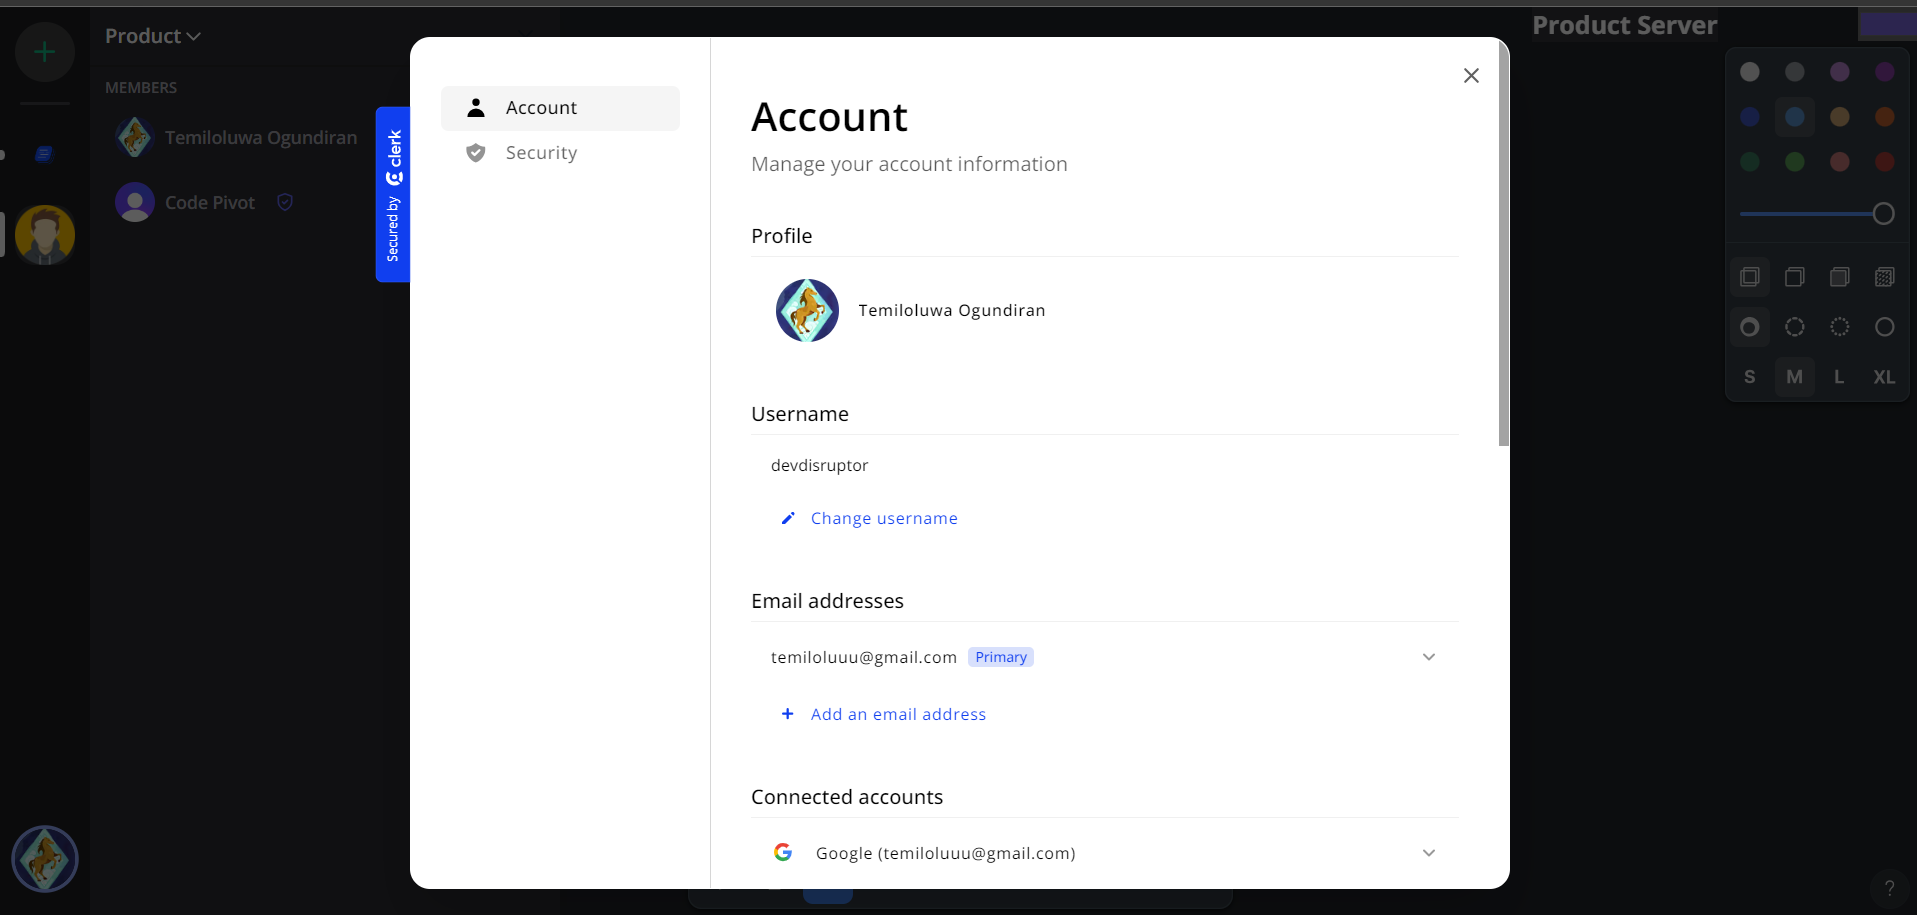 Product
MEMBERS
Temiloluwa Ogundiran
Code Pivot
Secured by clerk
Account
Security
Account
Manage your account information
Profile
Temiloluwa Ogundiran
Username
devdisruptor
Change username
Email addresses
temiloluuu@gmail.com Primary
Add an email address
Connected accounts
Google (temiloluuu@gmail.com)
Product Server
S M L XL
?